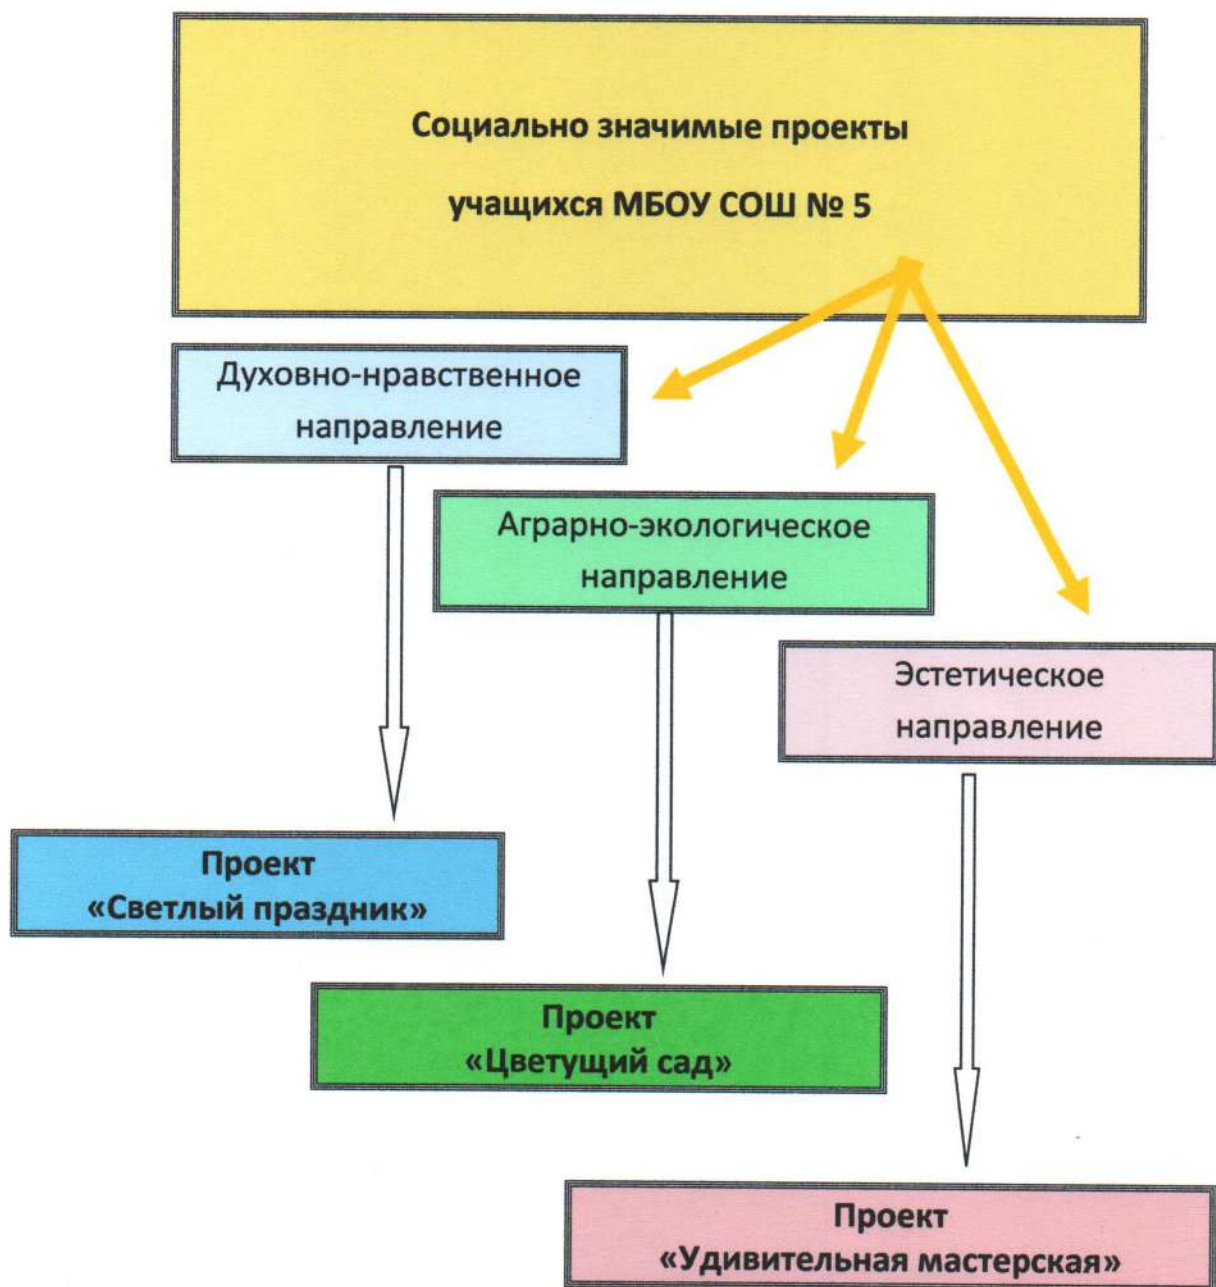 Социально значимые проекты
учащихся МБОУ СОШ № 5
Духовно-нравственное
направление
Аграрно-экологическое
направление
Эстетическое
направление
Проект
«Светлый праздник»
Проект
«Цветущий сад»
Проект
«Удивительная мастерская»